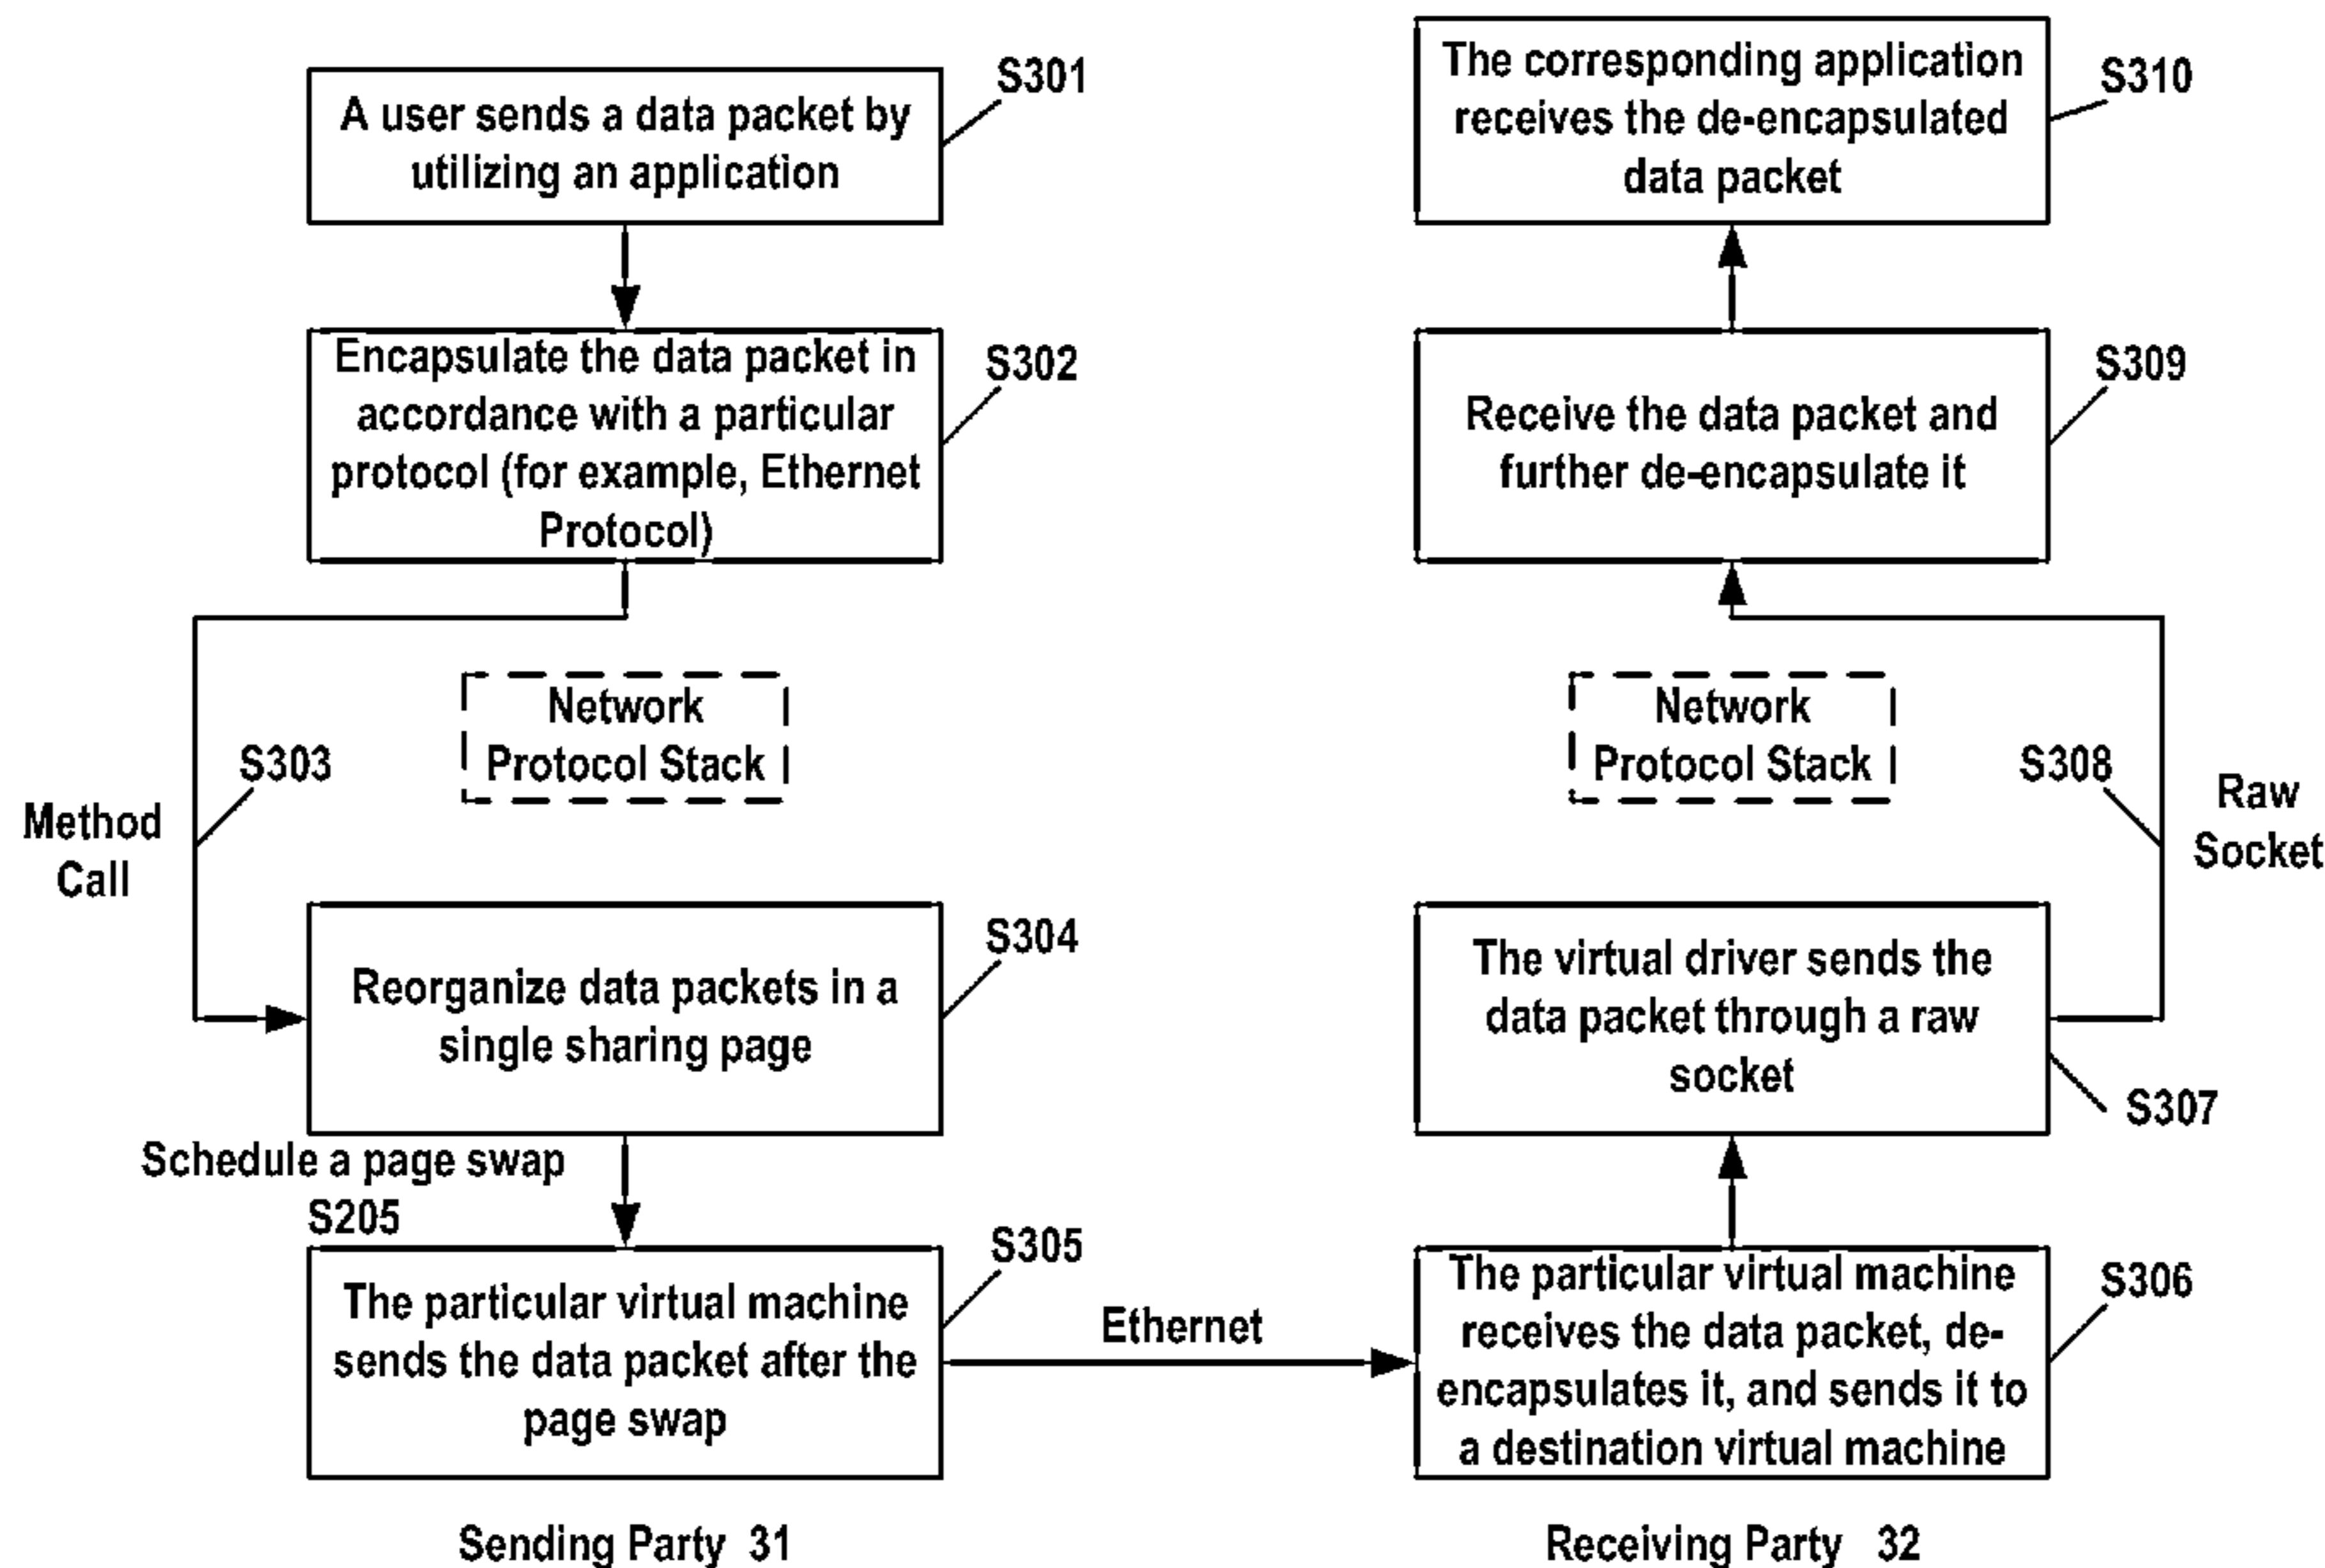 A user sends a data packet by
utilizing an application
S301
Encapsulate the data packet in
accordance with a particular
protocol (for example, Ethernet
Protocol)
S302
Network
Protocol Stack
S303
Method
Call
Reorganize data packets in a
single sharing page
S304
Schedule a page swap
S205
The particular virtual machine
sends the data packet after the
page swap
S305
Ethernet
Sending Party 31
The corresponding application
receives the de-encapsulated
data packet
S310
Receive the data packet and
further de-encapsulate it
S309
Network
Protocol Stack
S308
Raw
Socket
The virtual driver sends the
data packet through a raw
socket
S307
The particular virtual machine
receives the data packet, de-
encapsulates it, and sends it to
a destination virtual machine
S306
Receiving Party 32